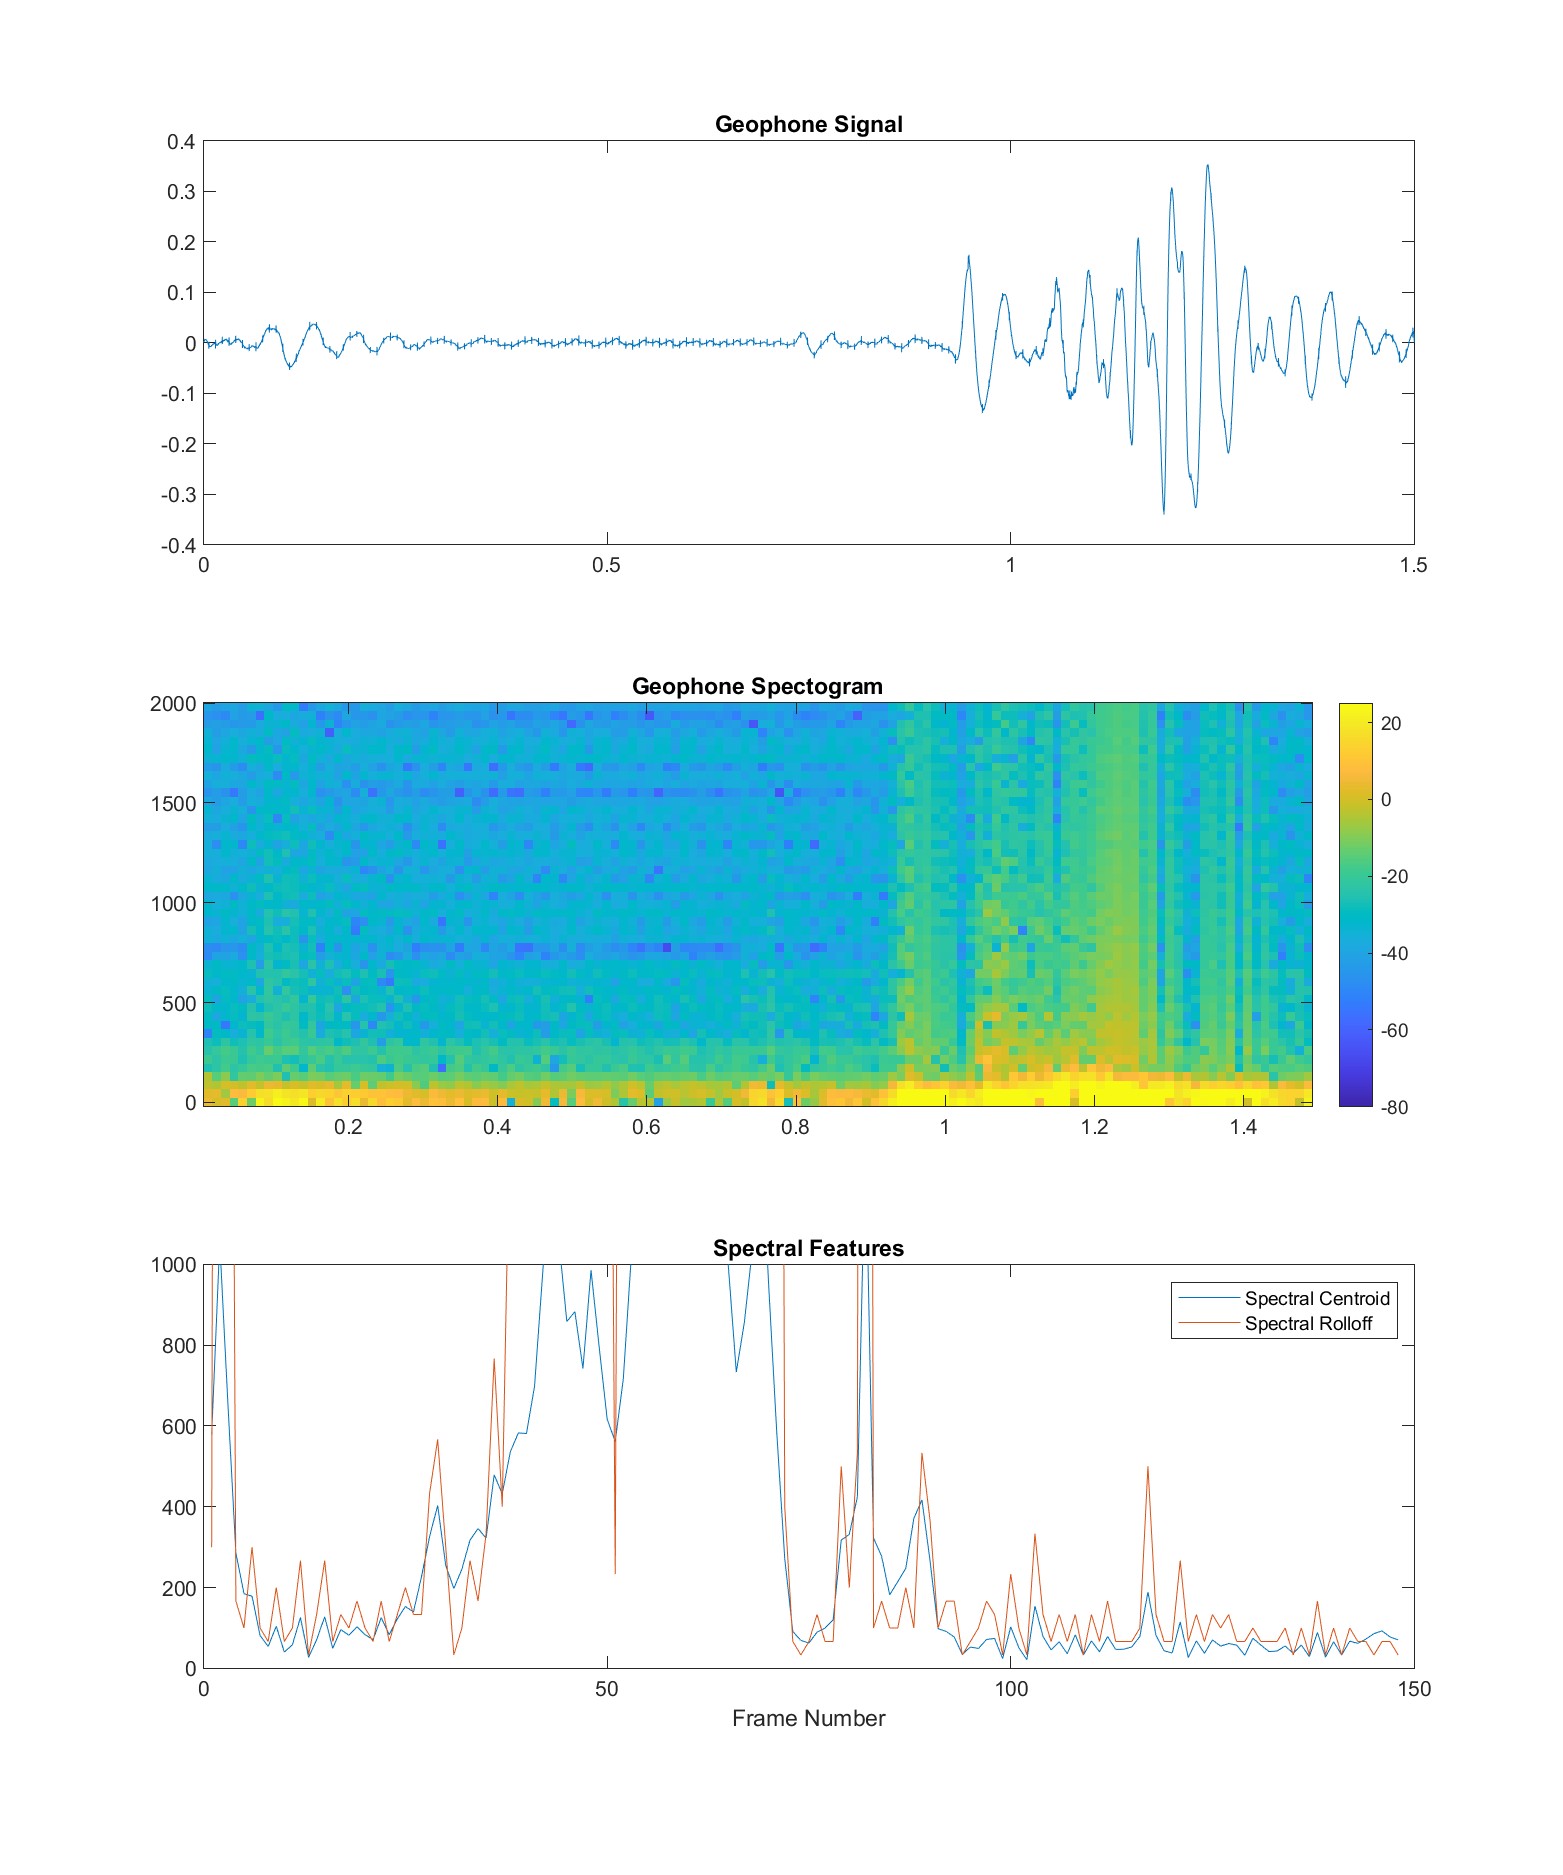 Geophone Signal
0.4
0.3
0.2
0.1
0
-0.1
-0.2
-0.3
-0.4
0 0.5 1 1.5
Geophone Spectogram
2000
1500
1000
500
0
20
0
-20
-40
-60
-80
0.2 0.4 0.6 0.8 1 1.2 1.4
Spectral Features
1000
800
600
400
200
0
Spectral Centroid
Spectral Rolloff
0 50 100 150
Frame Number